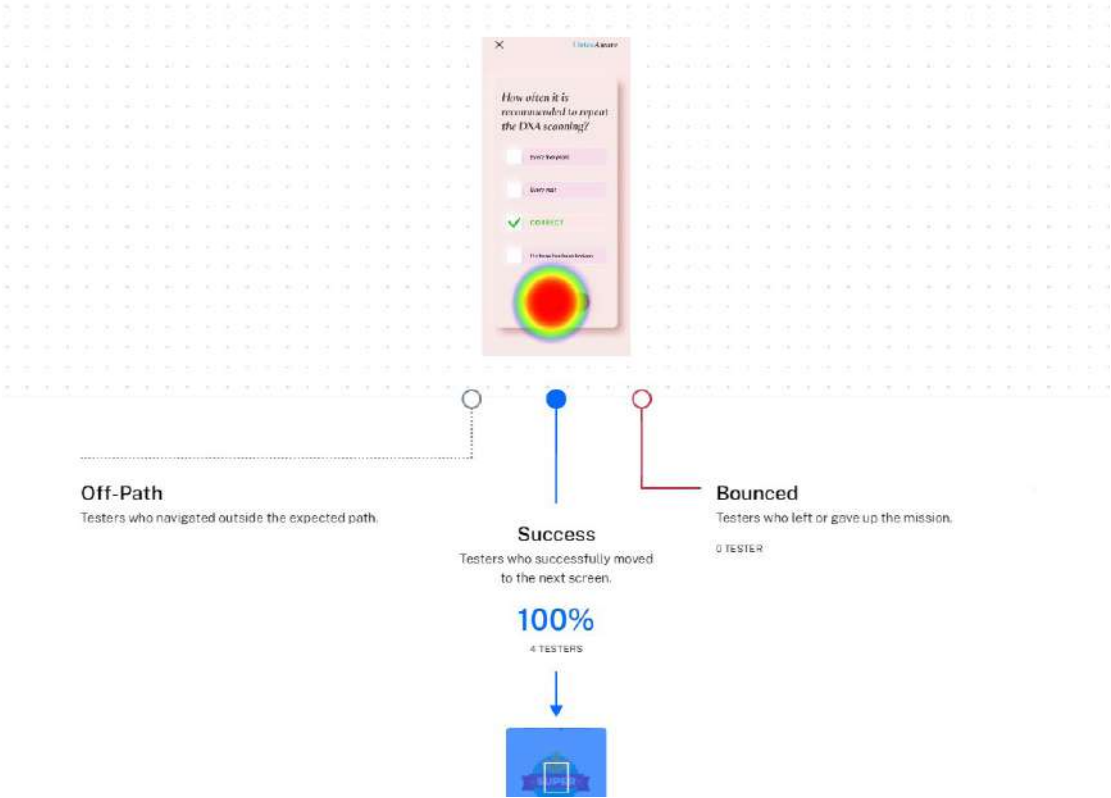 How often it is
recommended to repeat
the DXA scanning?
CORRECT
Off-Path
Testers who navigated outside the expected path.
Success
Testers who successfully moved
to the next screen.
100%
4 TESTERS
Bounced
Testers who left or gave up the mission.
0 TESTER
SUPER